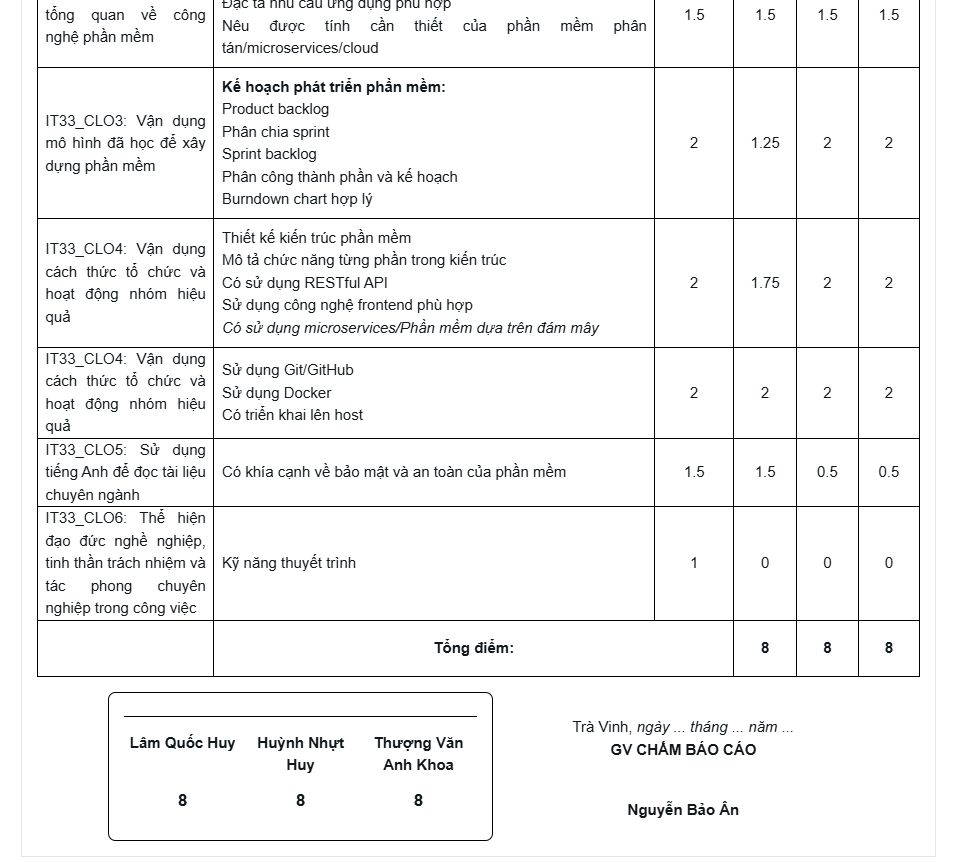 tổng quan về công
nghệ phần mềm
Đặc tả nhu cầu ứng dụng phù hợp
Nêu được tính cần thiết của phần mềm phân
tán/microservices/cloud
1.5
1.5
1.5
1.5
IT33_CLO3: Vận dụng
mô hình đã học để xây
dựng phần mềm
Kế hoạch phát triển phần mềm:
Product backlog
Phân chia sprint
Sprint backlog
Phân công thành phần và kế hoạch
Burndown chart hợp lý
2
1.25
2
2
IT33_CLO4: Vận dụng
cách thức tổ chức và
hoạt động nhóm hiệu
quả
Thiết kế kiến trúc phần mềm
Mô tả chức năng từng phần trong kiến trúc
Có sử dụng RESTful API
Sử dụng công nghệ frontend phù hợp
Có sử dụng microservices/Phần mềm dựa trên đám mây
2
1.75
2
2
IT33_CLO4: Vận dụng
cách thức tổ chức và
hoạt động nhóm hiệu
quả
Sử dụng Git/GitHub
Sử dụng Docker
Có triển khai lên host
2
2
2
2
IT33_CLO5: Sử dụng
tiếng Anh để đọc tài liệu
chuyên ngành
Có khía cạnh về bảo mật và an toàn của phần mềm
1.5
1.5
0.5
0.5
IT33_CLO6: Thể hiện
đạo đức nghề nghiệp,
tinh thần trách nhiệm và
tác phong chuyên
nghiệp trong công việc
Kỹ năng thuyết trình
1
0
0
0
Tổng điểm:
8
8
8
Lâm Quốc Huy
Huỳnh Nhựt
Huy
Thượng Văn
Anh Khoa
8
8
8
Trà Vinh, ngày ... tháng ... năm ...
GV CHẤM BÁO CÁO
Nguyễn Bảo Ân